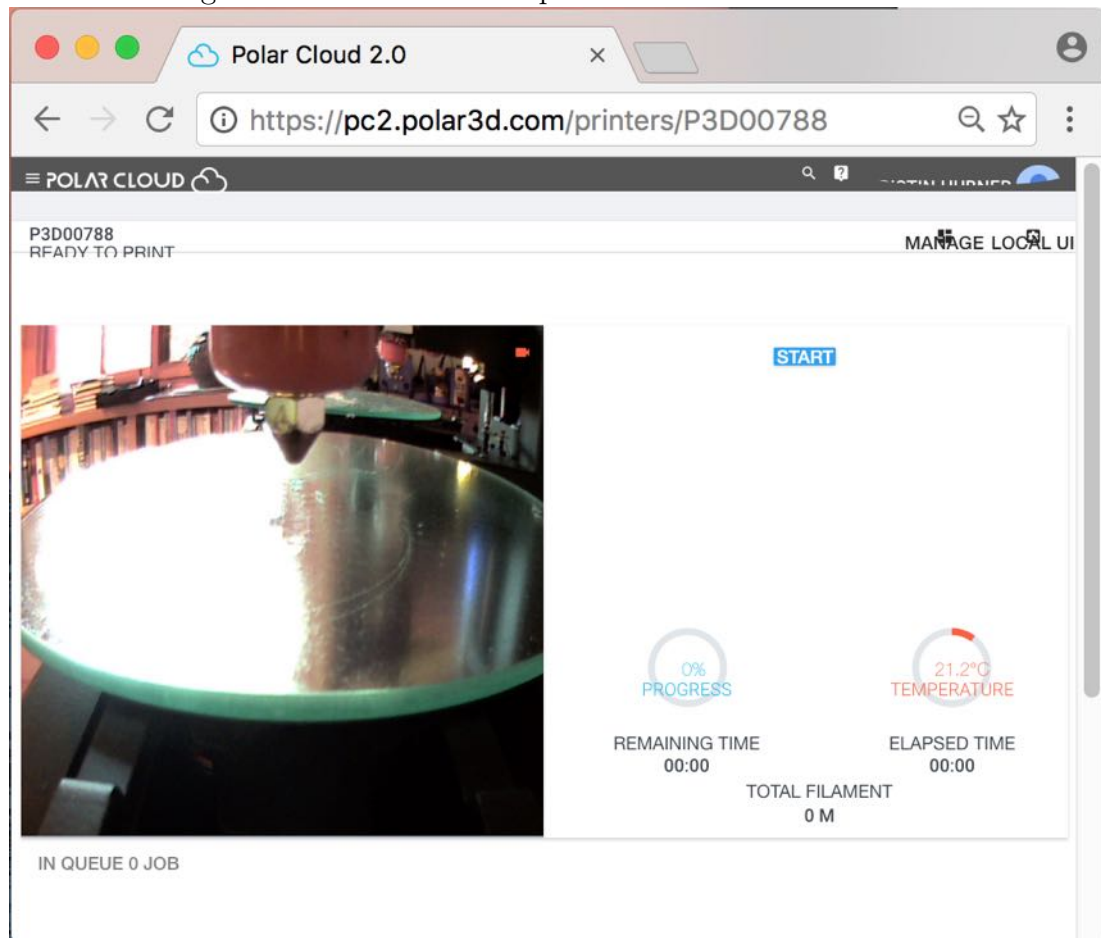 Polar Cloud 2.0
https://pc2.polar3d.com/printers/P3D00788
POLAR CLOUD
P3D00788
READY TO PRINT
MANAGE LOCAL UI
START
0%
PROGRESS
21.2°C
TEMPERATURE
REMAINING TIME
00:00
ELAPSED TIME
00:00
TOTAL FILAMENT
0 M
IN QUEUE 0 JOB